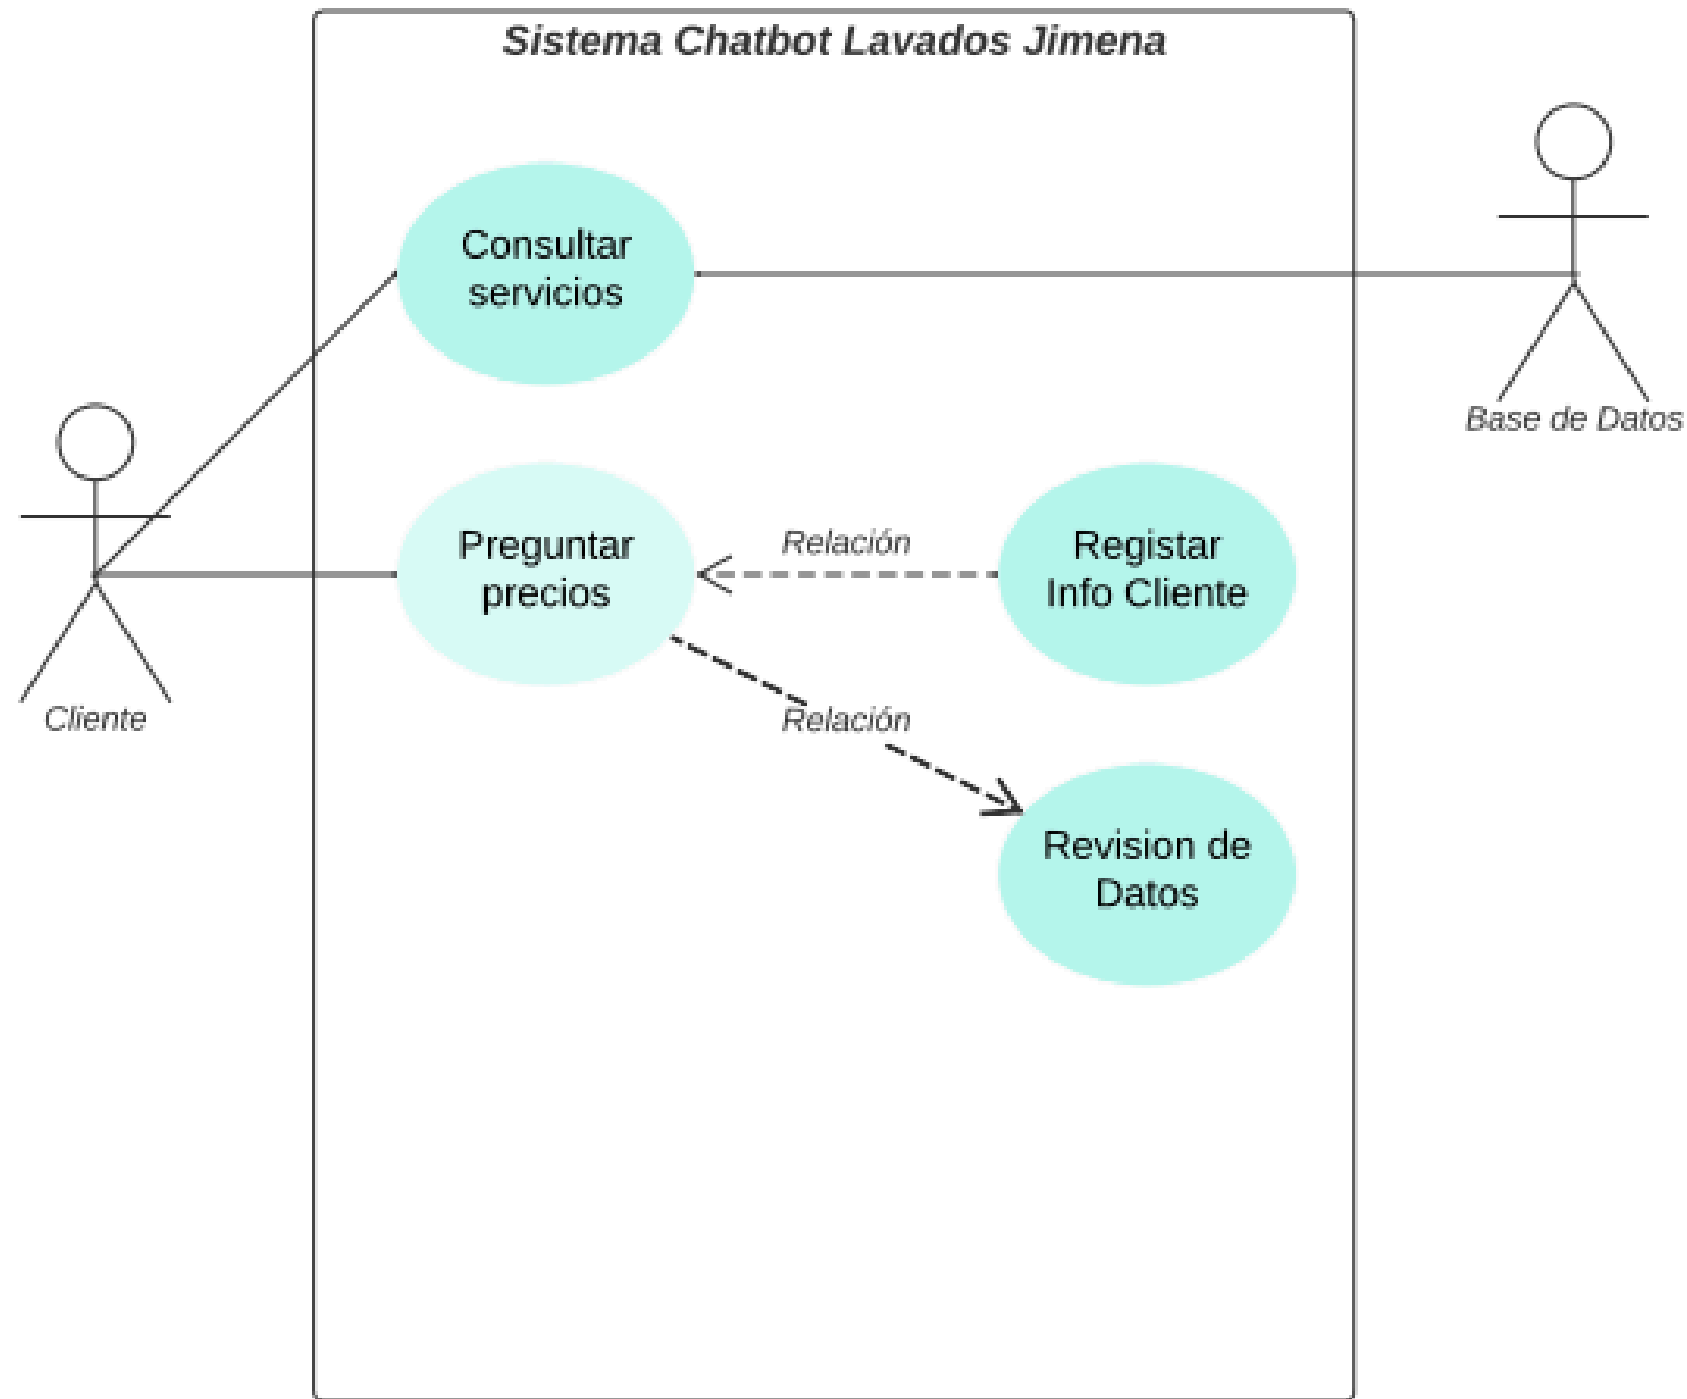 Sistema Chatbot Lavados Jimena
Consultar
servicios
Base de Datos
Preguntar
precios
Relación
Registar
Info Cliente
Cliente
Relación
Revision de
Datos